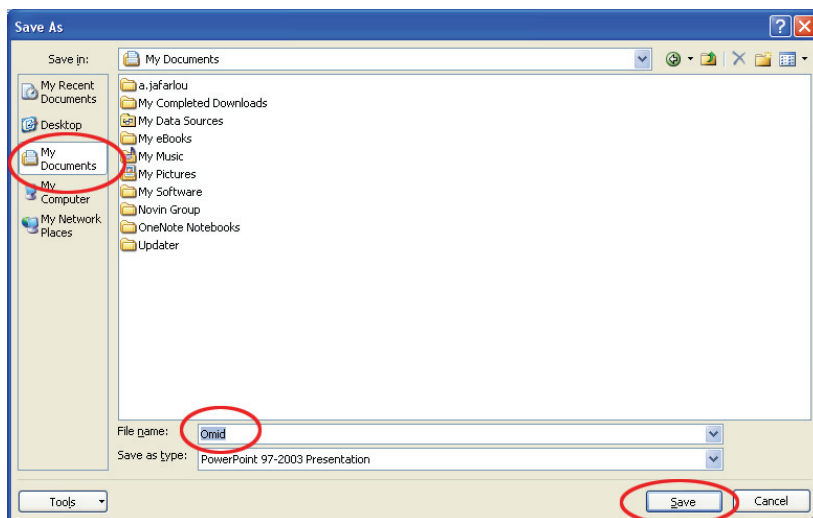 Save As
Save in:
My Documents
My Recent
Documents
Desktop
My
Documents
My
Computer
My Network
Places
a.jafarlou
My Completed Downloads
My Data Sources
My eBooks
My Music
My Pictures
My Software
Novin Group
OneNote Notebooks
Updater
File name:
Omid
Save as type:
PowerPoint 97-2003 Presentation
Tools
Save
Cancel